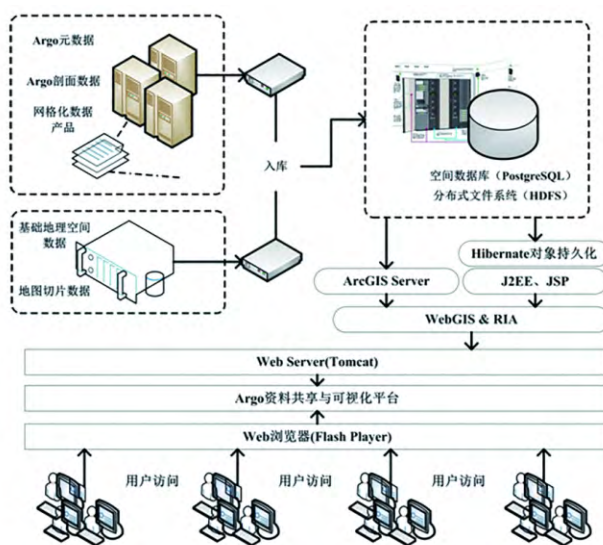 Argo元数据
Argo剖面数据
网格化数据
产品
基础地理空间
数据
地图切片数据
入库
空间数据库（PostgreSQL）
分布式文件系统（HDFS）
Hibernate对象持久化
ArcGIS Server
J2EE、JSP
WebGIS & RIA
Web Server(Tomcat)
Argo资料共享与可视化平台
Web浏览器(Flash Player)
用户访问
用户访问
用户访问